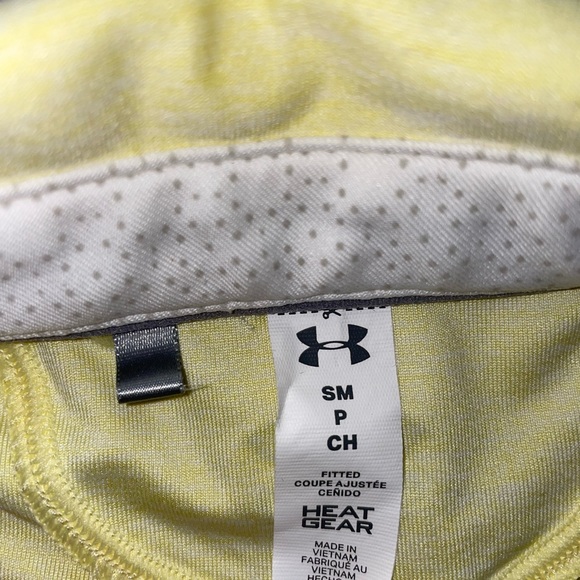 SM
P
CH
FITTED
COUPE AJUSTÉE
CEÑIDO
HEAT
GEAR
MADE IN
VIETNAM
FABRIQUÉ AU
VIETNAM